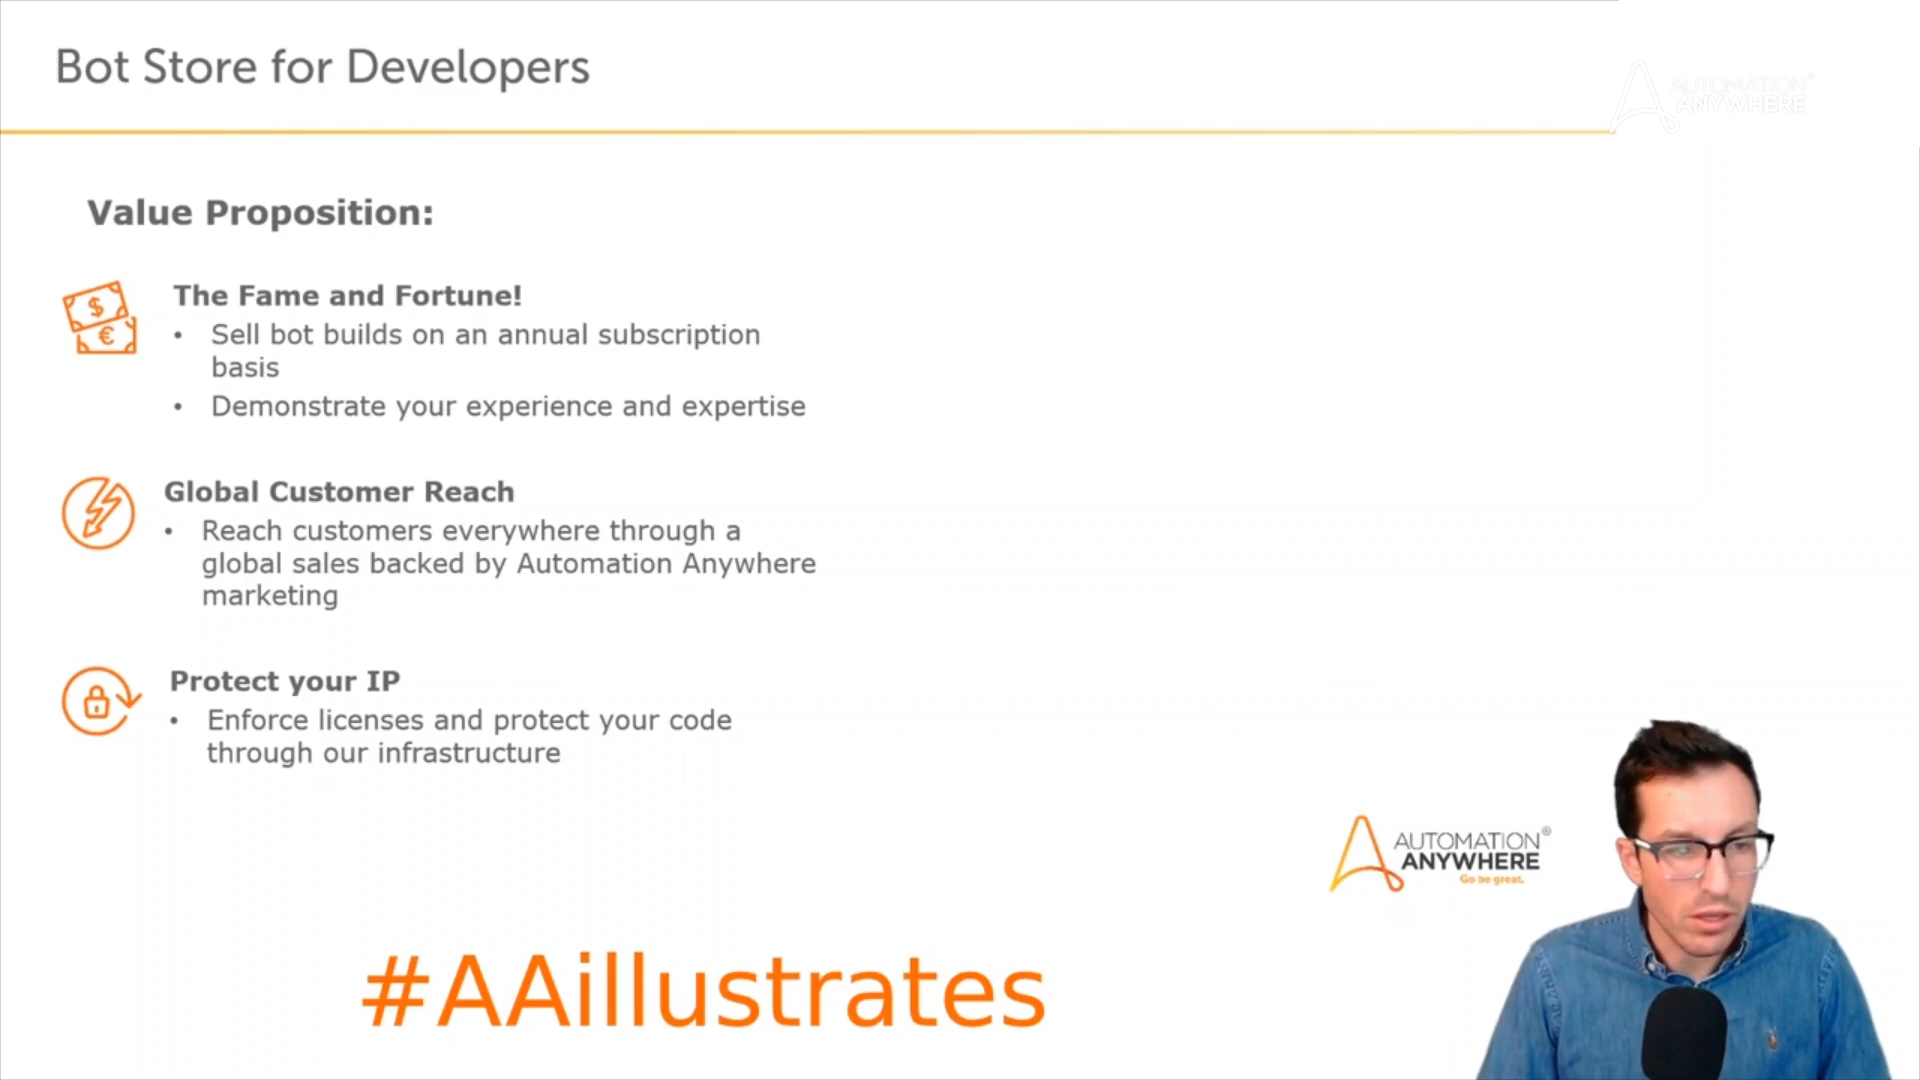 Bot Store for Developers
AUTOMATION
ANYWHERE
Value Proposition:
$
€
The Fame and Fortune!
• Sell bot builds on an annual subscription
basis
• Demonstrate your experience and expertise
Global Customer Reach
• Reach customers everywhere through a
global sales backed by Automation Anywhere
marketing
Protect your IP
• Enforce licenses and protect your code
through our infrastructure
AUTOMATION®
ANYWHERE
Go be great.
#AAillustrates